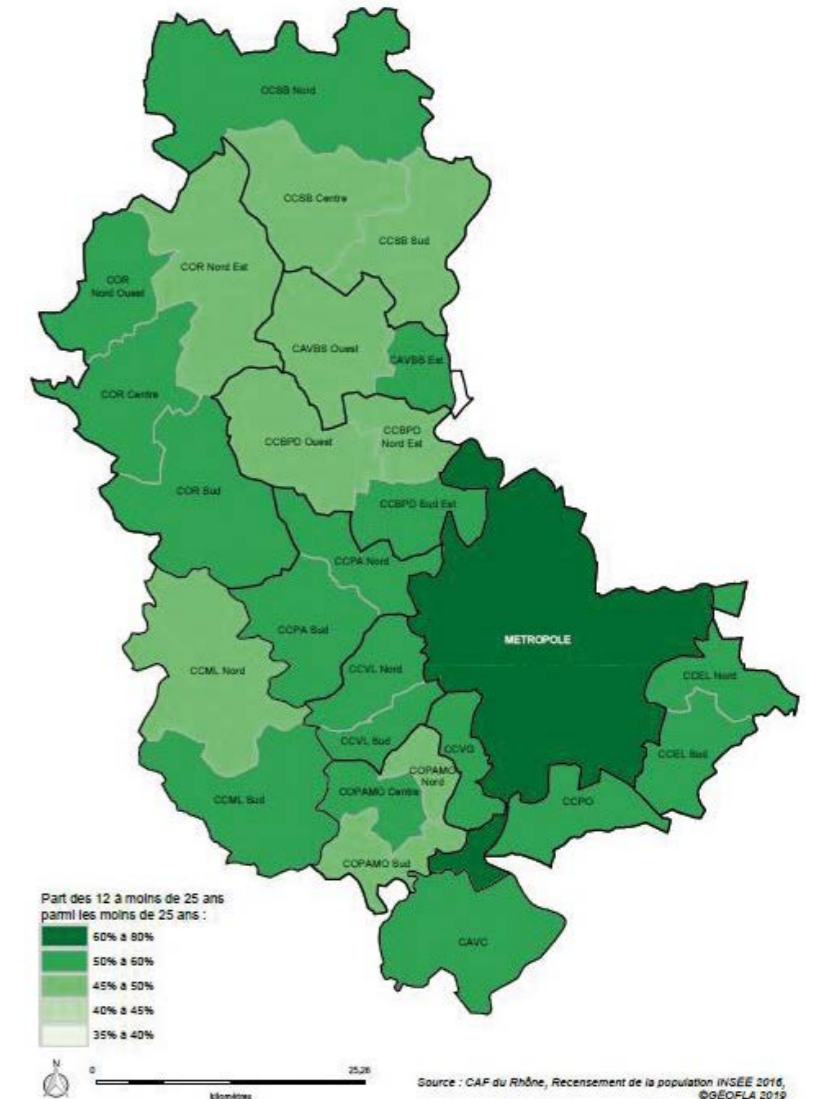 CCSB Nord
CCSB Centre
CCSB Sud
COR Nord Est
COR
Nord Ouest
CAVBS Ouest
CAVBS Est
COR Centre
CCBPD Ouest
CCBPD
Nord Est
COR Sud
CCBPD Sud Est
CCPA Nord
CCPA Sud
METROPOLE
CCML Nord
CCVL Nord
CCEL Nord
CCVL Sud
CCVG
CCEL Sud
COPAMO
Nord
COPAMO Centre
CCML Sud
CCPO
COPAMO Sud
CAVC
Part des 12 à moins de 25 ans
parmi les moins de 25 ans :
60% à 80%
50% à 60%
45% à 50%
40% à 45%
35% à 40%
N
0 25,26
kilomètres
Source : CAF du Rhône, Recensement de la population INSEE 2016,
©GEOFLA 2019